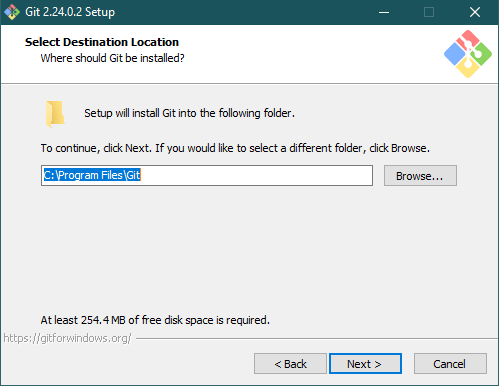 Git 2.24.0.2 Setup
Select Destination Location
Where should Git be installed?
Setup will install Git into the following folder.
To continue, click Next. If you would like to select a different folder, click Browse.
C:\Program Files\Git
Browse...
At least 254.4 MB of free disk space is required.
https://gitforwindows.org/
< Back
Next >
Cancel